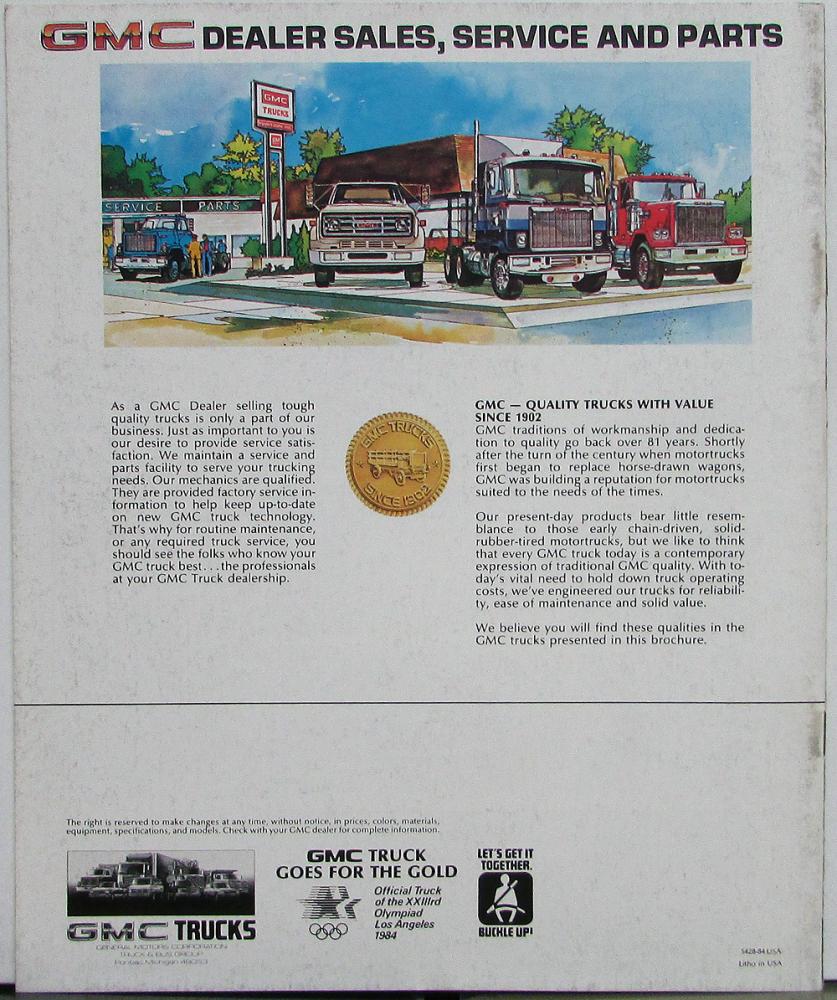 GMC DEALER SALES, SERVICE AND PARTS
GMC
TRUCKS
SERVICE PARTS
As a GMC Dealer selling tough
quality trucks is only a part of our
business. Just as important to you is
our desire to provide service satis-
faction. We maintain a service and
parts facility to serve your trucking
needs. Our mechanics are qualified.
They are provided factory service in-
formation to help keep up-to-date
on new GMC truck technology.
That's why for routine maintenance,
or any required truck service, you
should see the folks who know your
GMC truck best...the professionals
at your GMC Truck dealership.
GMC TRUCKS
SINCE 1902
GMC — QUALITY TRUCKS WITH VALUE
SINCE 1902
GMC traditions of workmanship and dedica-
tion to quality go back over 81 years. Shortly
after the turn of the century when motortrucks
first began to replace horse-drawn wagons,
GMC was building a reputation for motortrucks
suited to the needs of the times.
Our present-day products bear little resem-
blance to those early chain-driven, solid-
rubber-tired motortrucks, but we like to think
that every GMC truck today is a contemporary
expression of traditional GMC quality. With to-
day's vital need to hold down truck operating
costs, we've engineered our trucks for reliabili-
ty, ease of maintenance and solid value.
We believe you will find these qualities in the
GMC trucks presented in this brochure.
The right is reserved to make changes at any time, without notice, in prices, colors, materials,
equipment, specifications, and models. Check with your GMC dealer for complete information.
GMC TRUCKS
GENERAL MOTORS CORPORATION
TRUCK & BUS GROUP
Pontiac Michigan 48053
GMC TRUCK
GOES FOR THE GOLD
Official Truck
of the XXIIIrd
Olympiad
Los Angeles
1984
LET'S GET IT
TOGETHER.
BUCKLE UP!
5428-84 USA
Litho in USA